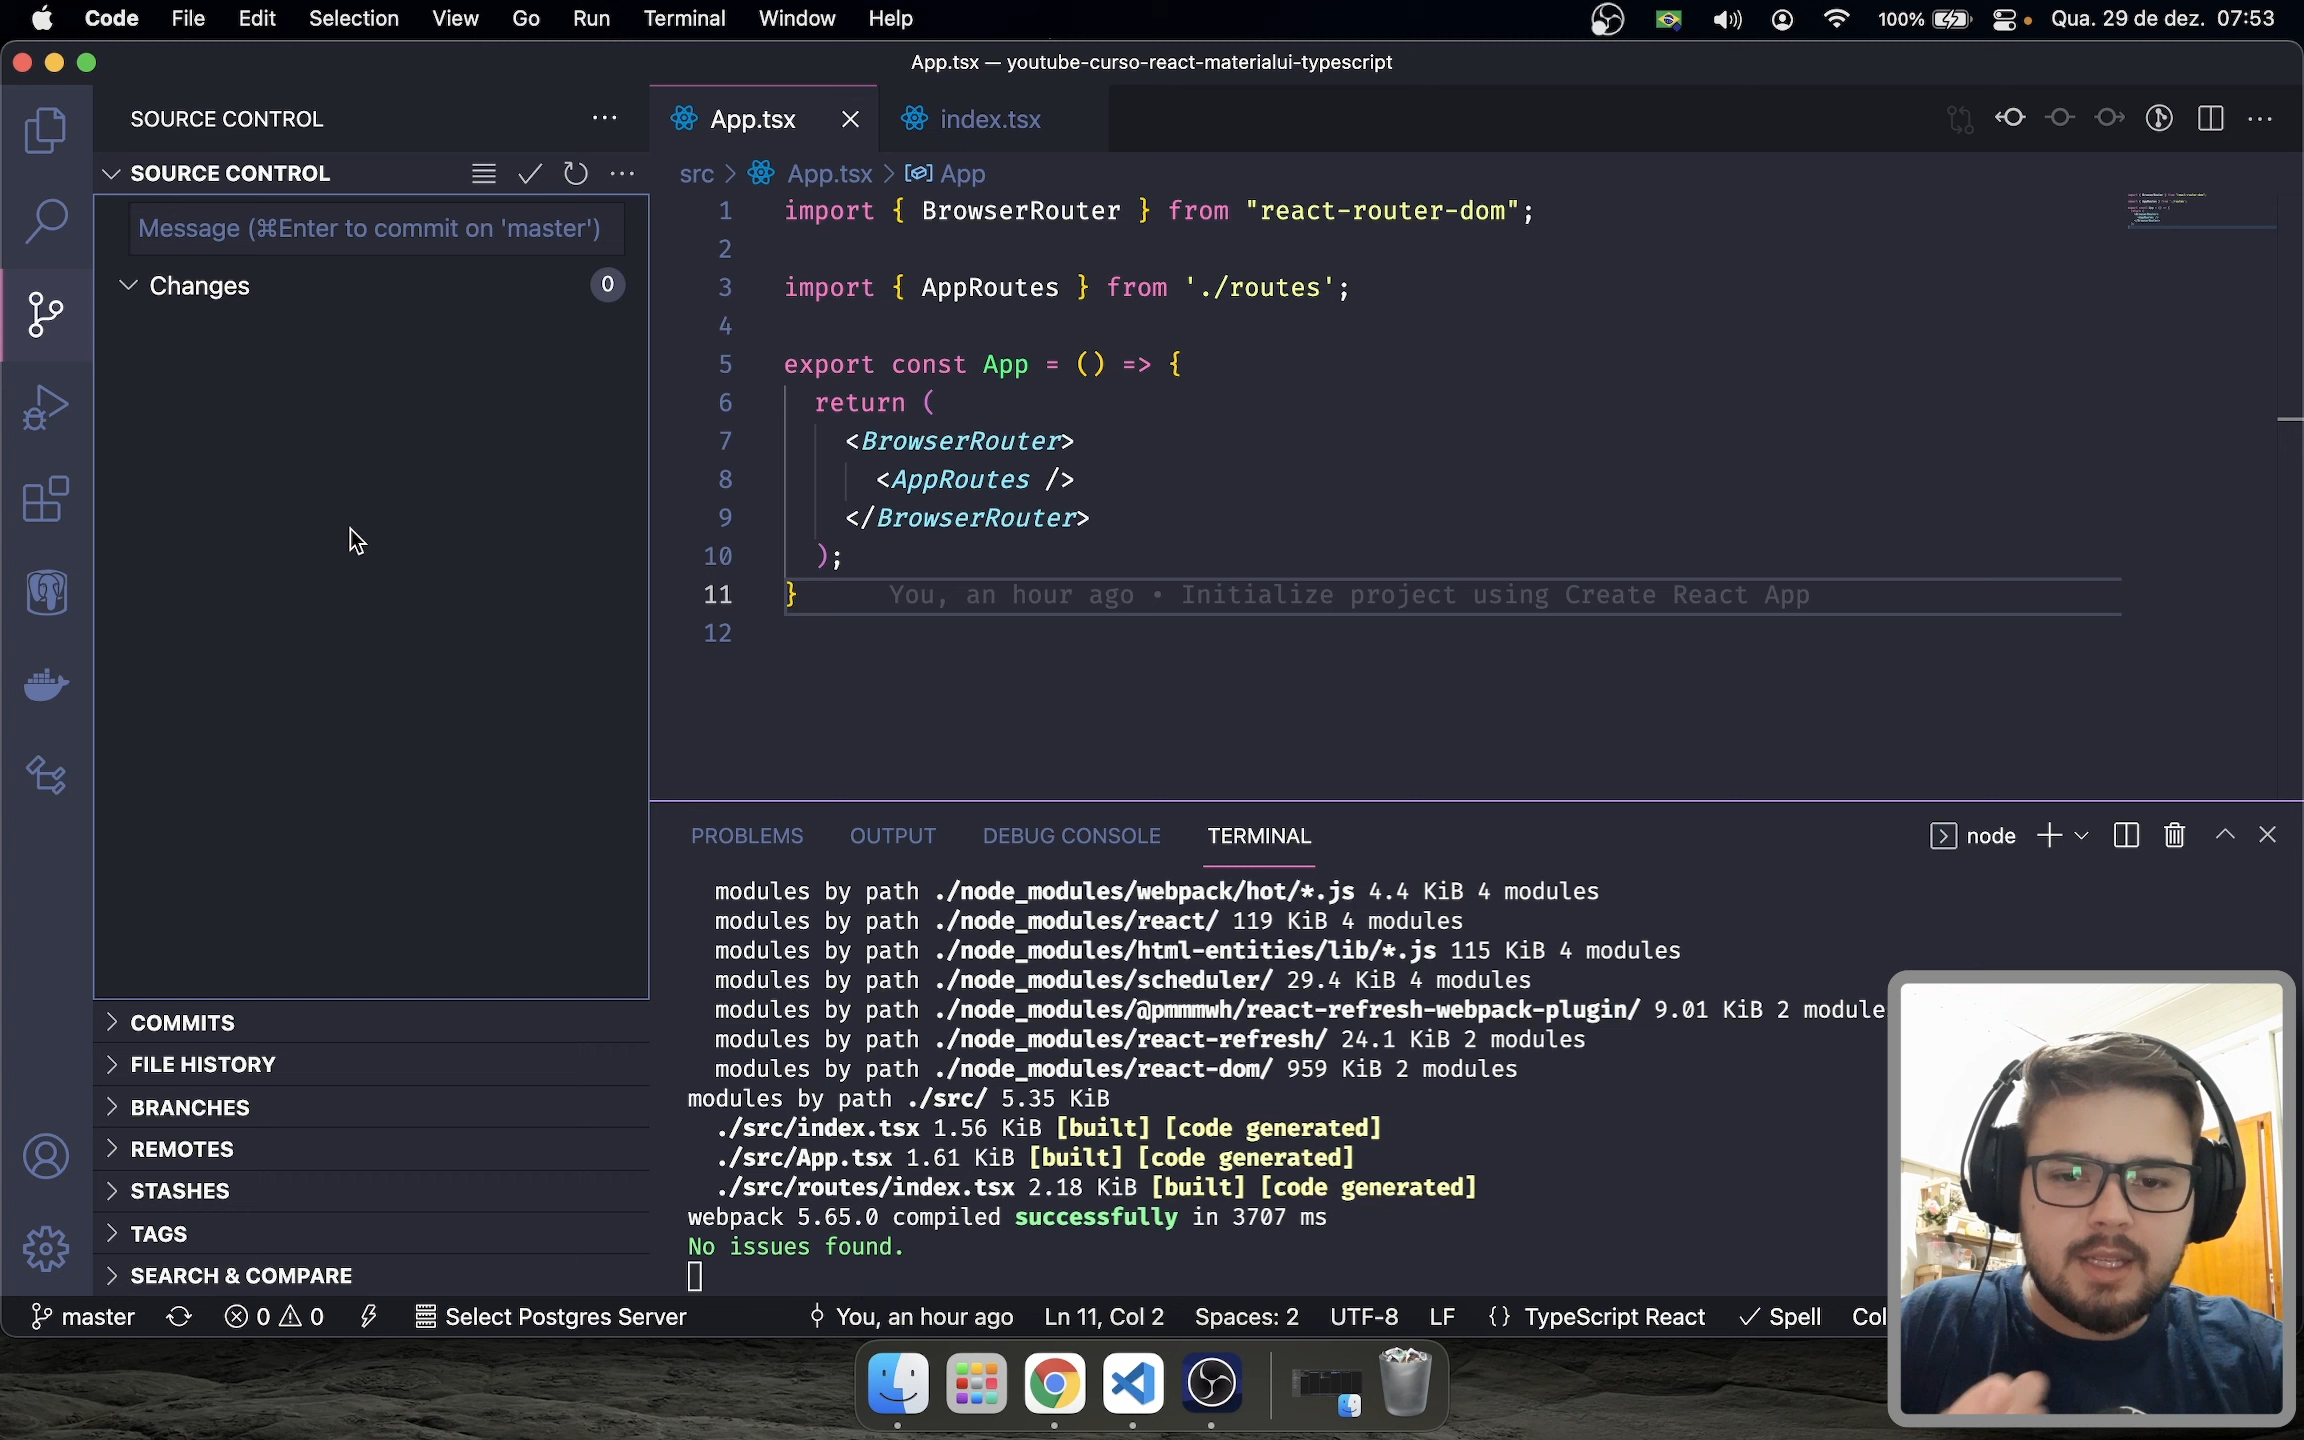 Code File Edit Selection View Go Run Terminal Window Help 100% Qua. 29 de dez. 07:53
App.tsx — youtube-curso-react-materialui-typescript
SOURCE CONTROL
SOURCE CONTROL
Message (⌘Enter to commit on 'master')
Changes 0
COMMITS
FILE HISTORY
BRANCHES
REMOTES
STASHES
TAGS
SEARCH & COMPARE
App.tsx index.tsx
src > App.tsx > App
1 import { BrowserRouter } from "react-router-dom";
2
3 import { AppRoutes } from './routes';
4
5 export const App = () => {
6 return (
7 <BrowserRouter>
8 <AppRoutes />
9 </BrowserRouter>
10 );
11 } You, an hour ago • Initialize project using Create React App
12
PROBLEMS OUTPUT DEBUG CONSOLE TERMINAL node
modules by path ./node_modules/webpack/hot/*.js 4.4 KiB 4 modules
modules by path ./node_modules/react/ 119 KiB 4 modules
modules by path ./node_modules/html-entities/lib/*.js 115 KiB 4 modules
modules by path ./node_modules/scheduler/ 29.4 KiB 4 modules
modules by path ./node_modules/@pmmmwh/react-refresh-webpack-plugin/ 9.01 KiB 2 module
modules by path ./node_modules/react-refresh/ 24.1 KiB 2 modules
modules by path ./node_modules/react-dom/ 959 KiB 2 modules
modules by path ./src/ 5.35 KiB
./src/index.tsx 1.56 KiB [built] [code generated]
./src/App.tsx 1.61 KiB [built] [code generated]
./src/routes/index.tsx 2.18 KiB [built] [code generated]
webpack 5.65.0 compiled successfully in 3707 ms
No issues found.
master 0 0 Select Postgres Server You, an hour ago Ln 11, Col 2 Spaces: 2 UTF-8 LF {} TypeScript React Spell Col